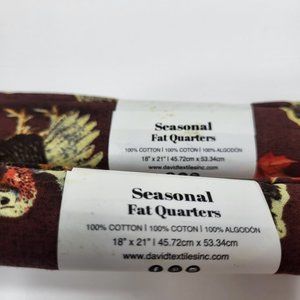 Seasonal
Fat Quarters
100% COTTON | 100% COTON | 100% ALGODÓN
18" x 21" | 45.72cm x 53.34cm
www.davidtextilesinc.com
Seasonal
Fat Quarters
100% COTTON | 100% COTON | 100% ALGODÓN
18" x 21" | 45.72cm x 53.34cm
www.davidtextilesinc.com